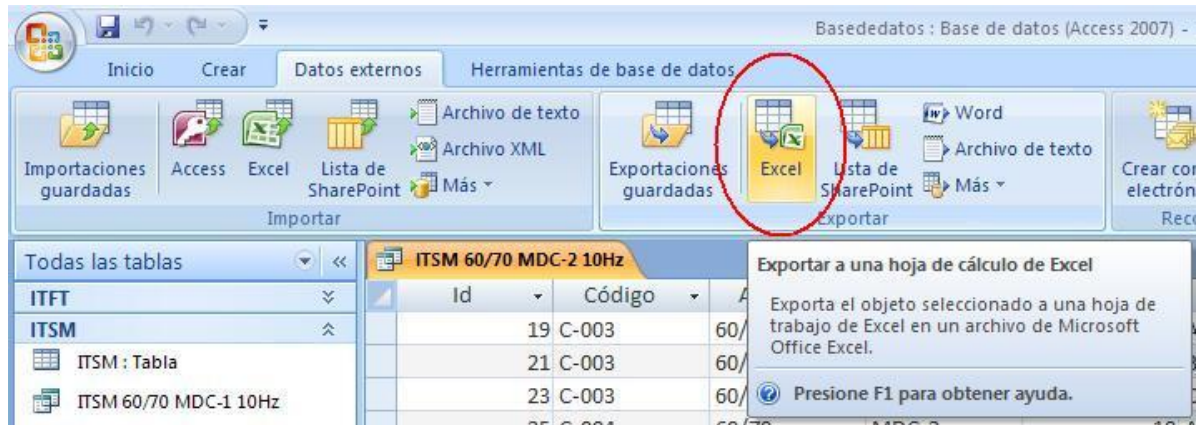 Basededatos : Base de datos (Access 2007) -
Inicio Crear Datos externos Herramientas de base de datos
Importaciones guardadas
Access
Excel
Lista de SharePoint
Archivo de texto
Archivo XML
Más
Importar
Exportaciones guardadas
Excel
Lista de SharePoint
Word
Archivo de texto
Más
Exportar
Crear
Todas las tablas
ITFT
ITSM
ITSM : Tabla
ITSM 60/70 MDC-1 10Hz
ITSM 60/70 MDC-2 10Hz
Id Código
19 C-003 60/
21 C-003 60/
23 C-003 60/
Exportar a una hoja de cálculo de Excel
Exporta el objeto seleccionado a una hoja de
trabajo de Excel en un archivo de Microsoft
Office Excel.
Presione F1 para obtener ayuda.